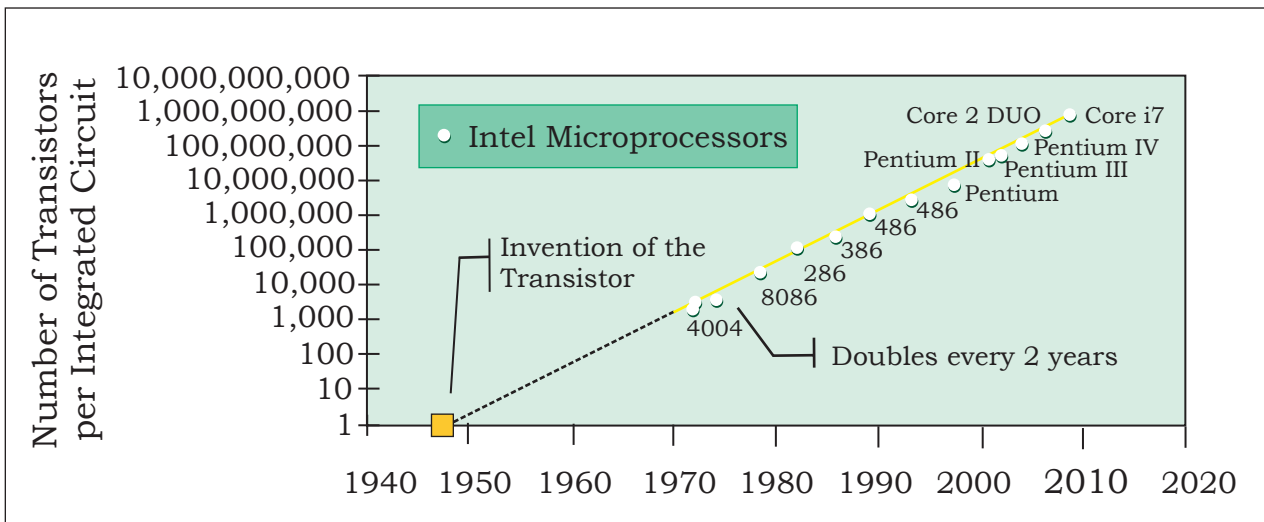 Number of Transistors
per Integrated Circuit
10,000,000,000
1,000,000,000
100,000,000
10,000,000
1,000,000
100,000
10,000
1,000
100
10
1
Intel Microprocessors
Invention of the
Transistor
4004
8086
286
386
486
486
Pentium
Pentium II
Pentium III
Pentium IV
Core 2 DUO
Core i7
Doubles every 2 years
1940 1950 1960 1970 1980 1990 2000 2010 2020